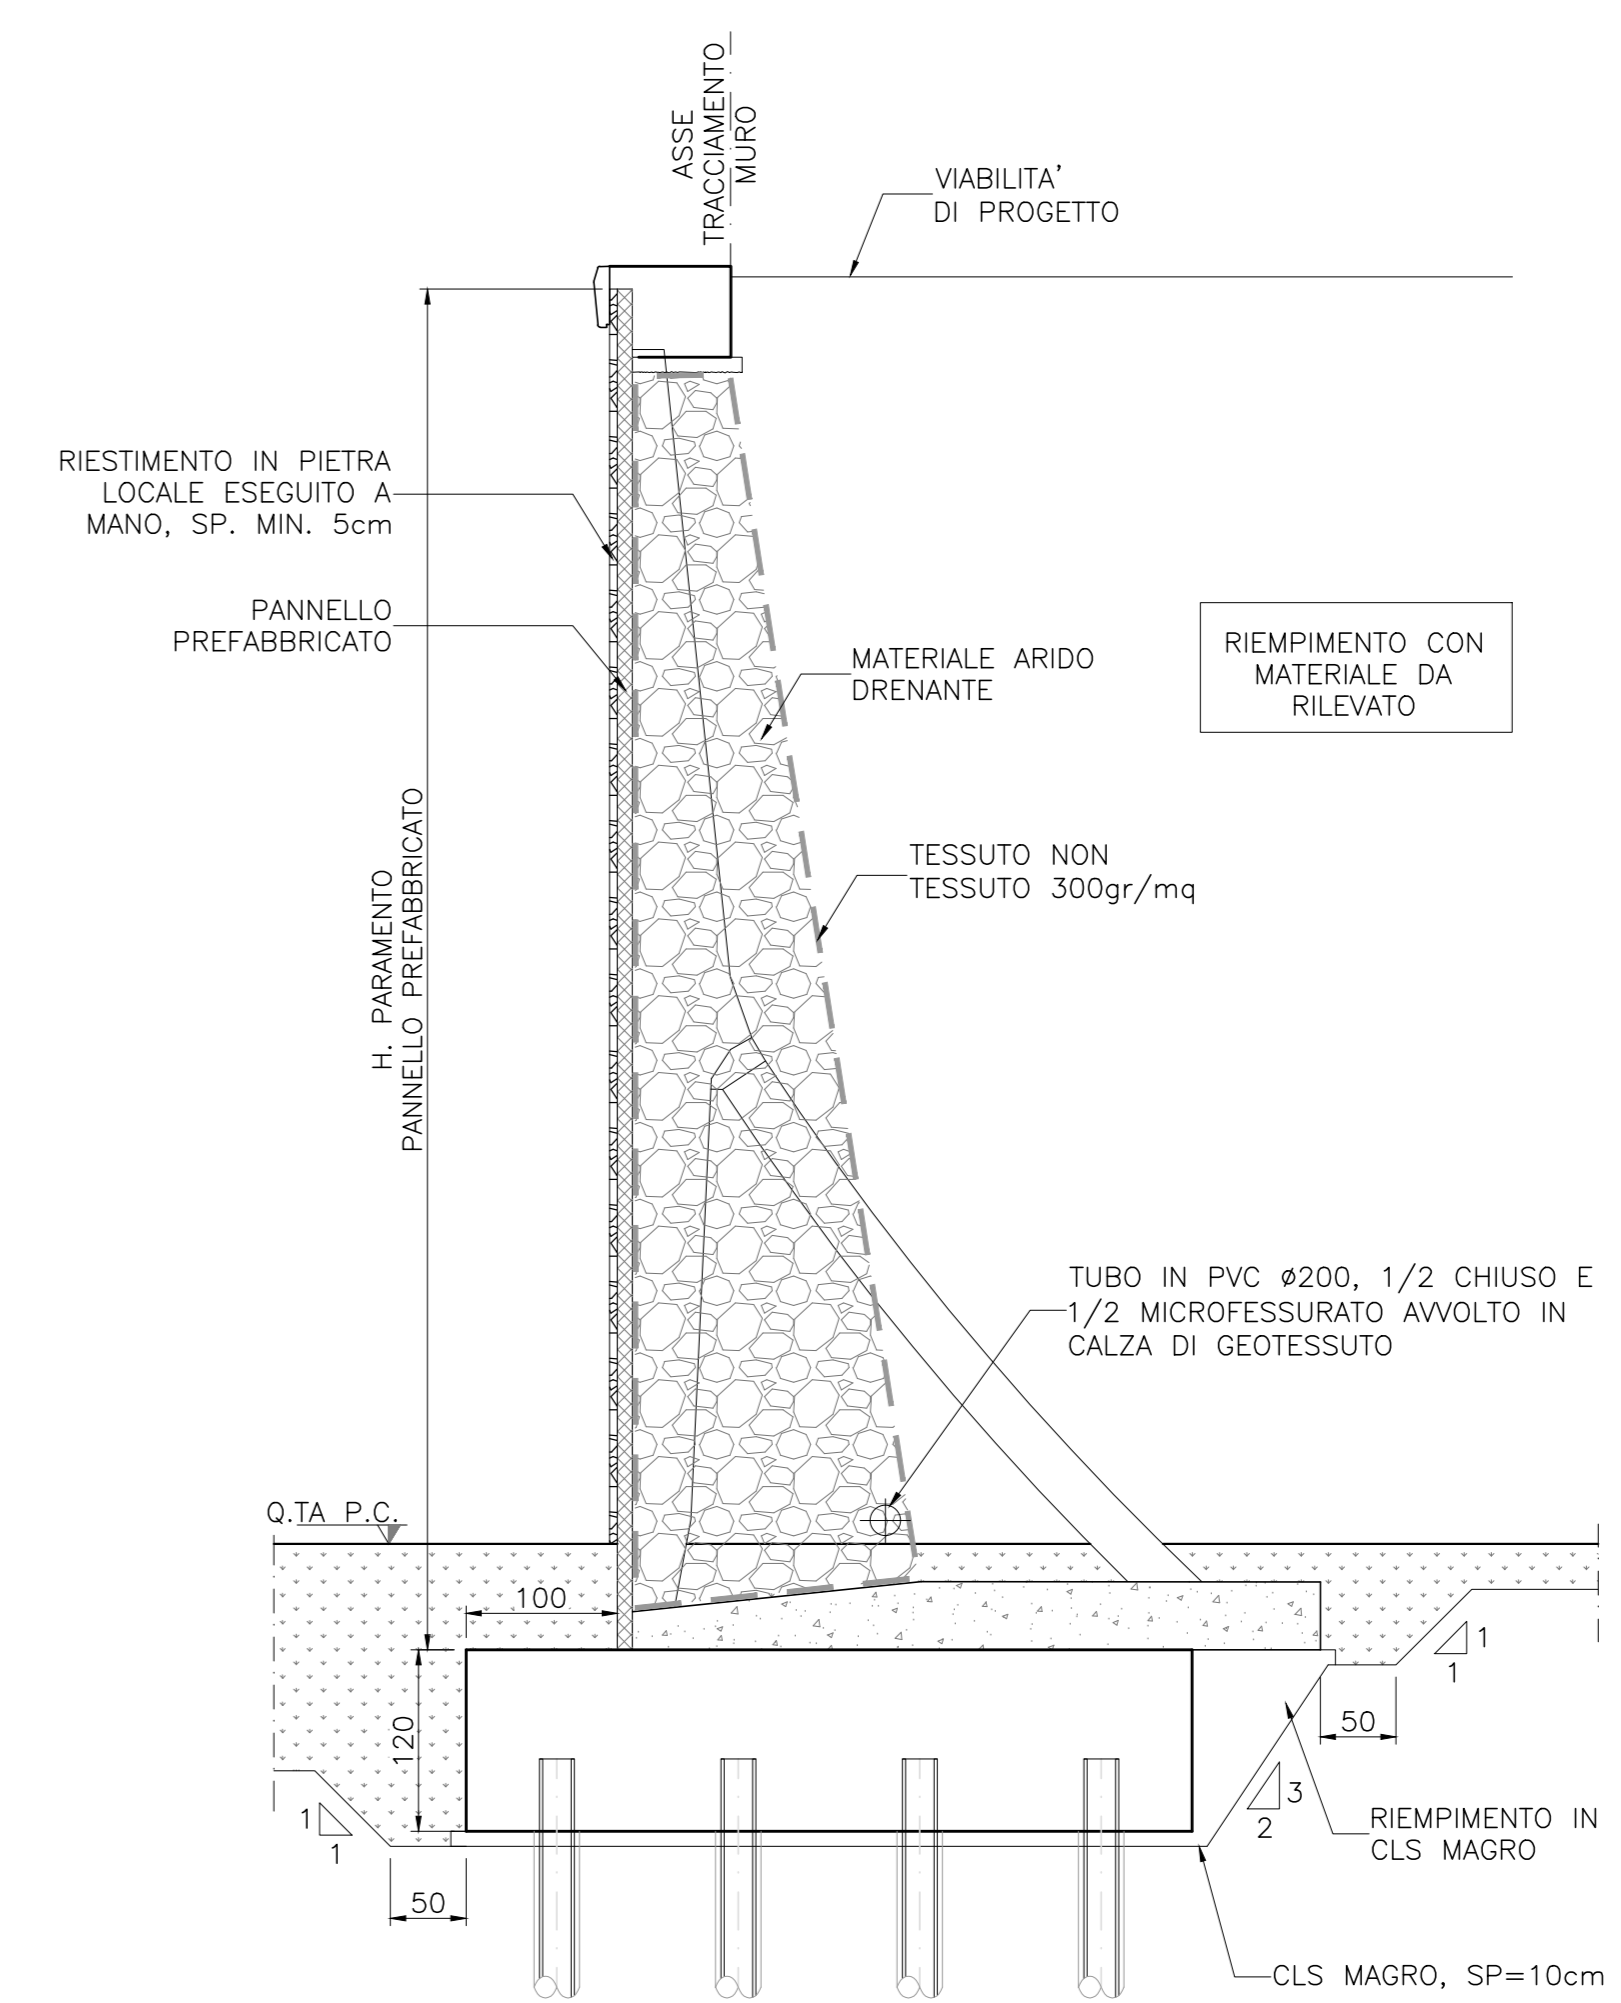 ASSE
TRACCIAMENTO
MURO
VIABILITA'
DI PROGETTO
RIESTIMENTO IN PIETRA
LOCALE ESEGUITO A
MANO, SP. MIN. 5cm
PANNELLO
PREFABBRICATO
MATERIALE ARIDO
DRENANTE
RIEMPIMENTO CON
MATERIALE DA
RILEVATO
TESSUTO NON
TESSUTO 300gr/mq
H. PARAMENTO
PANNELLO PREFABBRICATO
TUBO IN PVC ø200, 1/2 CHIUSO E
1/2 MICROFESSURATO AVVOLTO IN
CALZA DI GEOTESSUTO
Q.TA P.C.
100
1
1
120
50
3
2
1
1
RIEMPIMENTO IN
CLS MAGRO
50
CLS MAGRO, SP=10cm